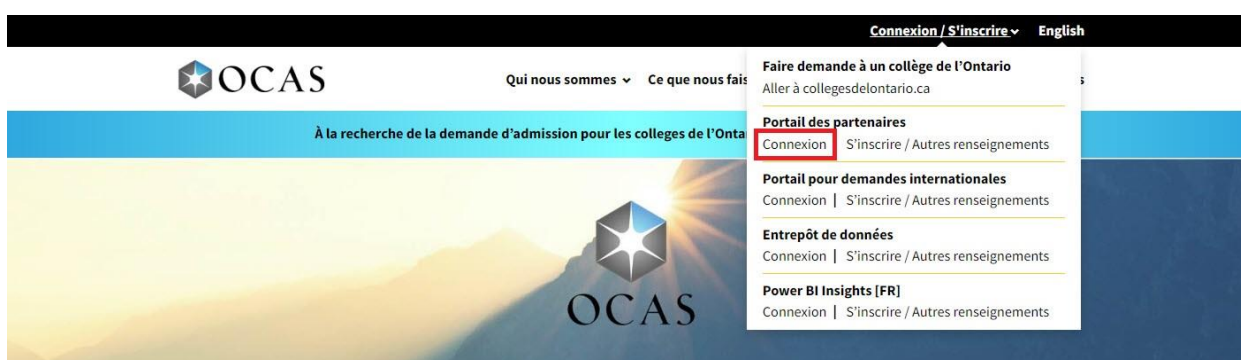 Connexion / S'inscrire English
OCAS
Qui nous sommes Ce que nous fais
À la recherche de la demande d'admission pour les colleges de l'Onta
Faire demande à un collège de l'Ontario
Aller à collegesdelontario.ca
Portail des partenaires
Connexion S'inscrire / Autres renseignements
Portail pour demandes internationales
Connexion | S'inscrire / Autres renseignements
Entrepôt de données
Connexion | S'inscrire / Autres renseignements
Power BI Insights [FR]
Connexion | S'inscrire / Autres renseignements
OCAS